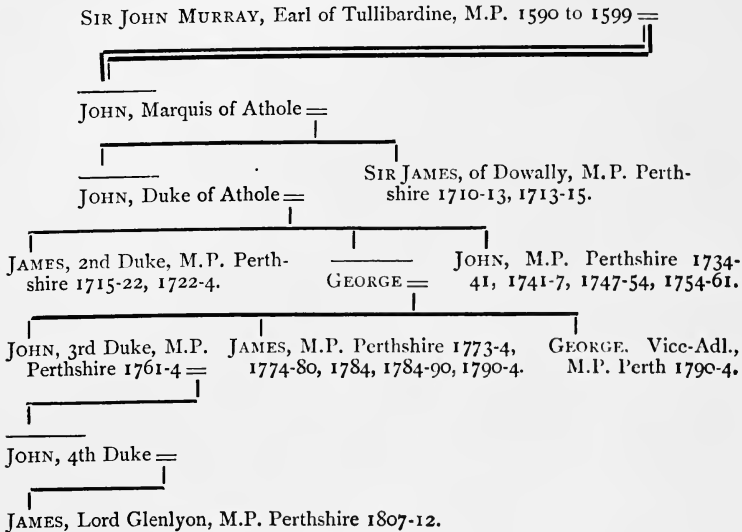 SIR JOHN MURRAY, Earl of Tullibardine, M.P. 1590 to 1599
JOHN, Marquis of Athole
JOHN, Duke of Athole
SIR JAMES, of Dowally, M.P. Perth-
shire 1710-13, 1713-15.
JAMES, 2nd Duke, M.P. Perth-
shire 1715-22, 1722-4.
GEORGE
JOHN, M.P. Perthshire 1734-
41, 1741-7, 1747-54, 1754-61.
JOHN, 3rd Duke, M.P.
Perthshire 1761-4
JAMES, M.P. Perthshire 1773-4,
1774-80, 1784, 1784-90, 1790-4.
GEORGE. Vice-Adl.,
M.P. Perth 1790-4.
JOHN, 4th Duke
JAMES, Lord Glenlyon, M.P. Perthshire 1807-12.